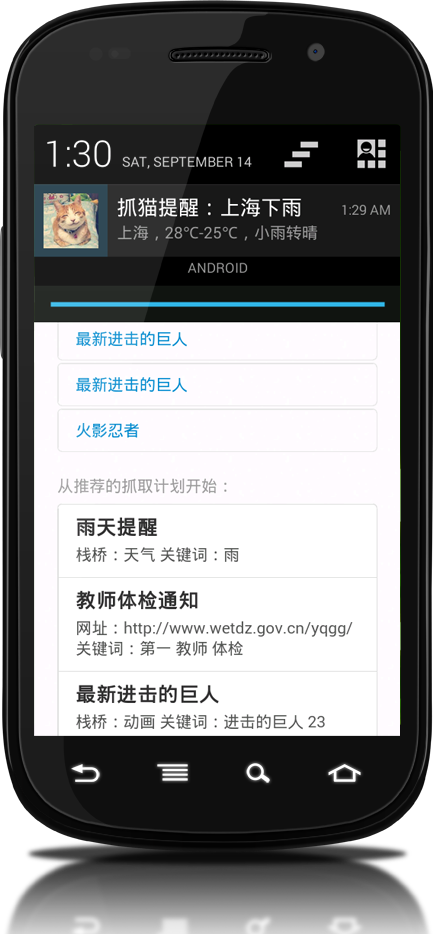 1:30 SAT, SEPTEMBER 14
抓猫提醒：上海下雨 1:29 AM
上海，28℃-25℃，小雨转晴
ANDROID
最新进击的巨人
最新进击的巨人
火影忍者
从推荐的抓取计划开始：
雨天提醒
栈桥：天气 关键词：雨
教师体检通知
网址：http://www.wetdz.gov.cn/yqgg/
关键词：第一 教师 体检
最新进击的巨人
栈桥：动画 关键词：进击的巨人 23